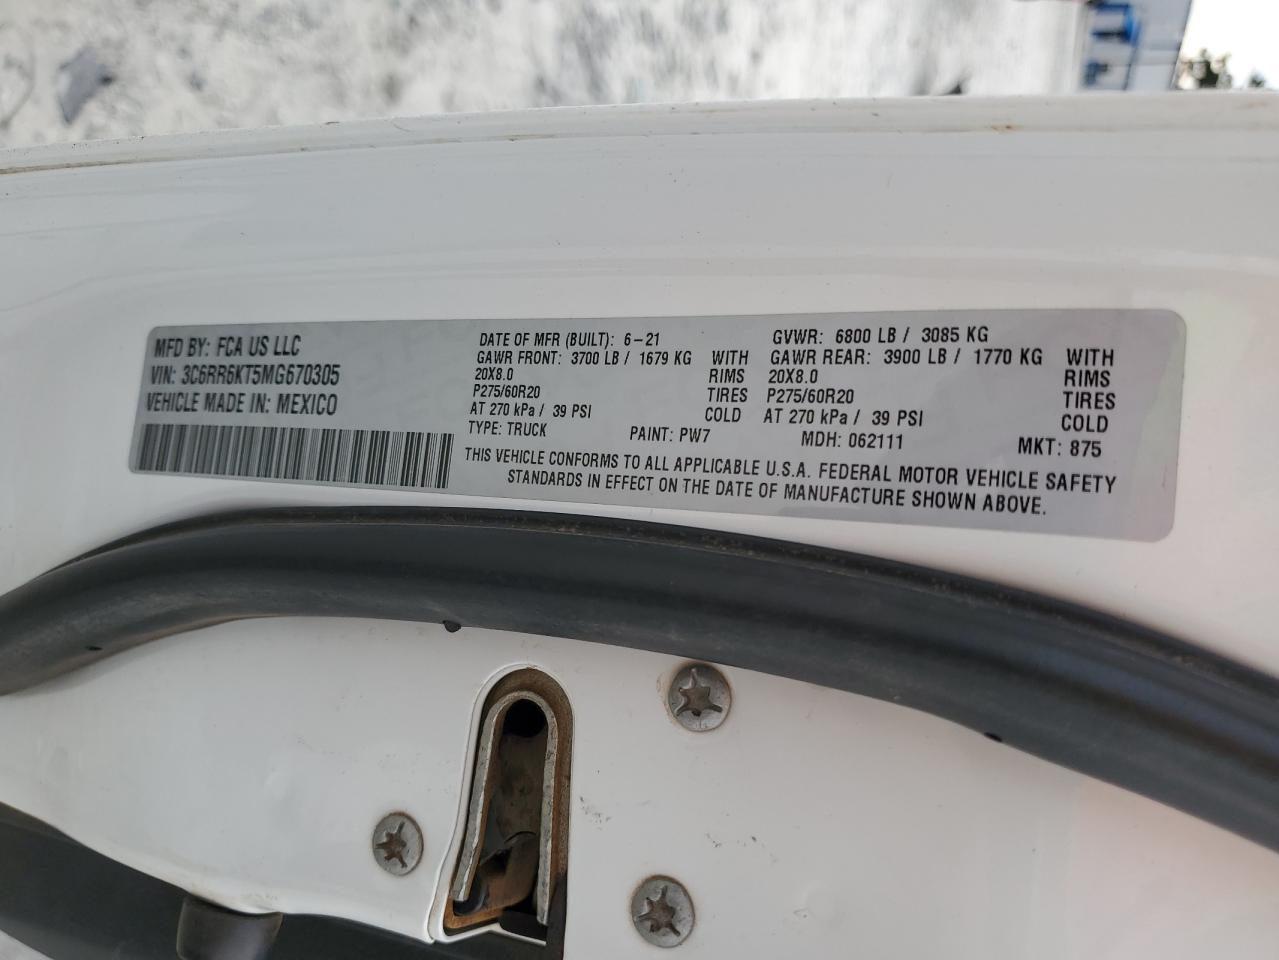 MFD BY: FCA US LLC
VIN: 3C6RR6KT5MG670305
VEHICLE MADE IN: MEXICO
DATE OF MFR (BUILT): 6-21 GVWR: 6800 LB / 3085 KG
GAWR FRONT: 3700 LB / 1679 KG WITH GAWR REAR: 3900 LB / 1770 KG WITH
20X8.0 RIMS 20X8.0 RIMS
P275/60R20 TIRES P275/60R20 TIRES
AT 270 kPa / 39 PSI COLD AT 270 kPa / 39 PSI COLD
TYPE: TRUCK PAINT: PW7 MDH: 062111 MKT: 875
THIS VEHICLE CONFORMS TO ALL APPLICABLE U.S.A. FEDERAL MOTOR VEHICLE SAFETY
STANDARDS IN EFFECT ON THE DATE OF MANUFACTURE SHOWN ABOVE.